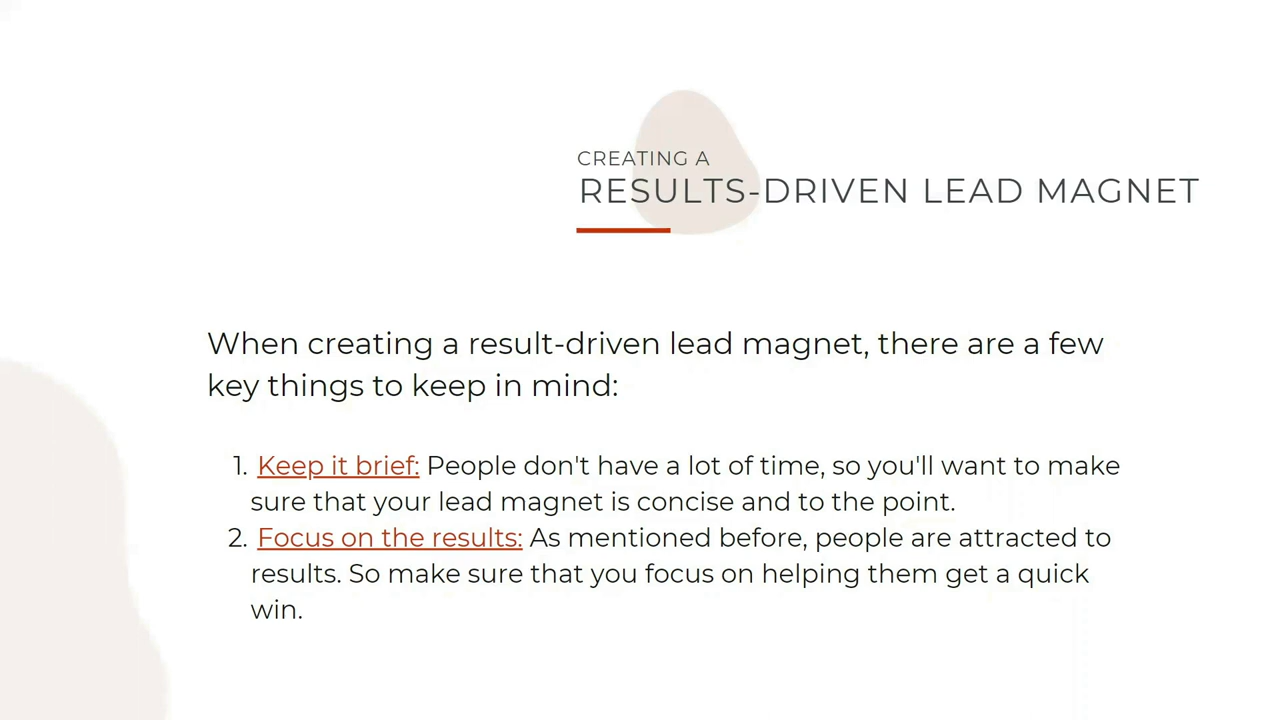 CREATING A
RESULTS-DRIVEN LEAD MAGNET
When creating a result-driven lead magnet, there are a few
key things to keep in mind:
1. Keep it brief: People don't have a lot of time, so you'll want to make
sure that your lead magnet is concise and to the point.
2. Focus on the results: As mentioned before, people are attracted to
results. So make sure that you focus on helping them get a quick
win.